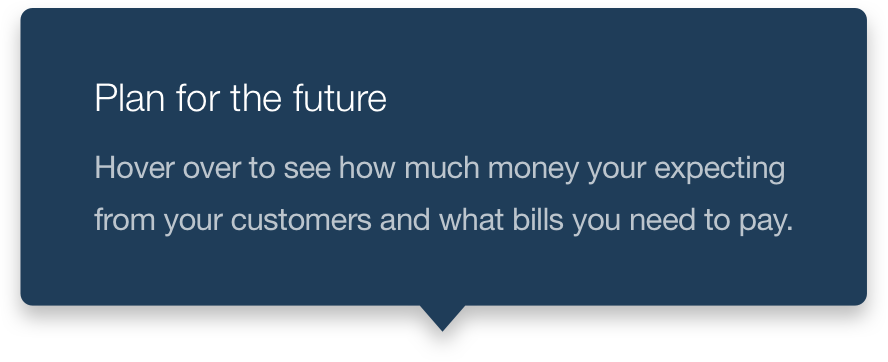 Plan for the future
Hover over to see how much money your expecting
from your customers and what bills you need to pay.